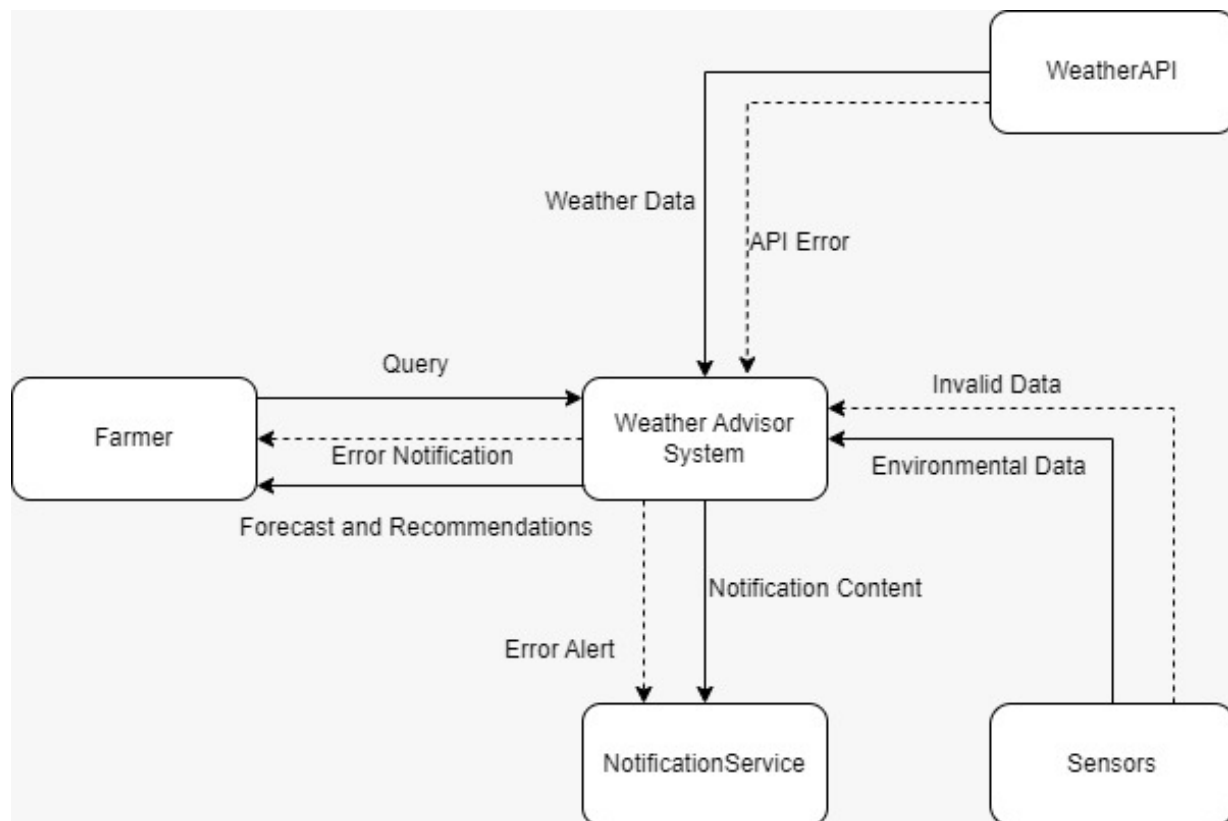 WeatherAPI
Weather Data
API Error
Query
Invalid Data
Farmer
Weather Advisor
System
Error Notification
Environmental Data
Forecast and Recommendations
Notification Content
Error Alert
NotificationService
Sensors